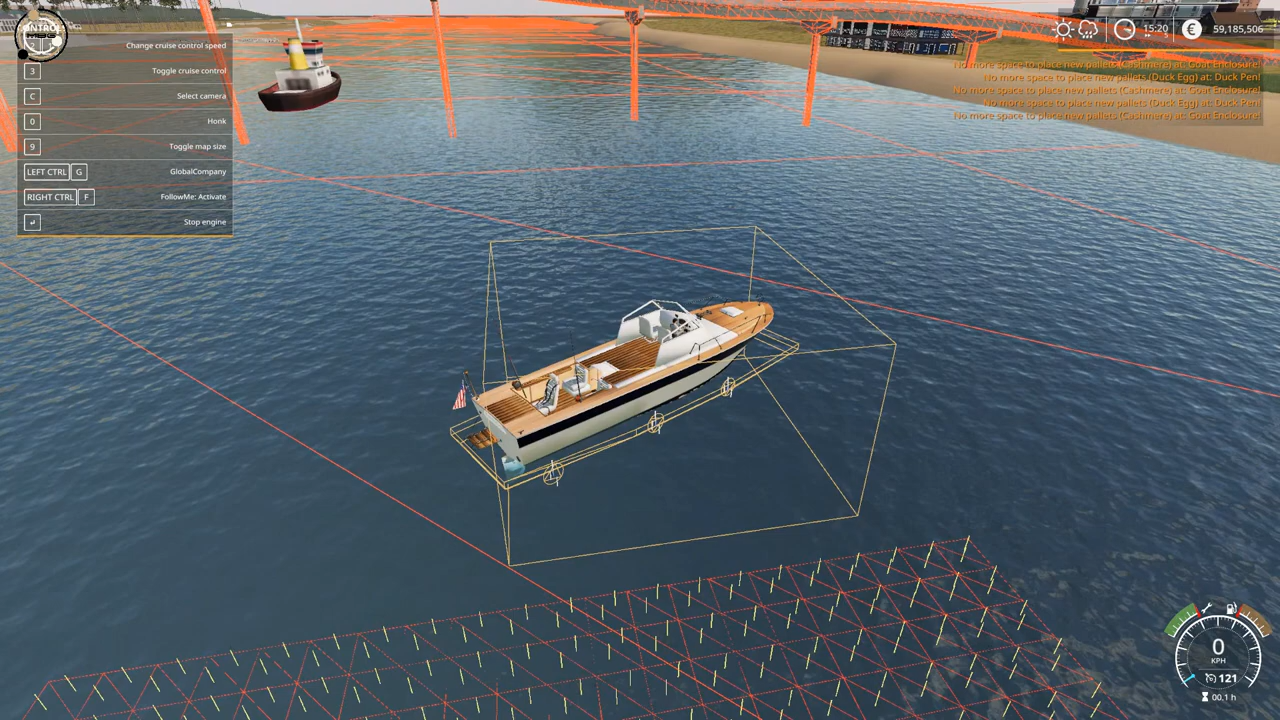 CONTROL
Change cruise control speed
3 Toggle cruise control
C Select camera
0 Honk
9 Toggle map size
LEFT CTRL G GlobalCompany
RIGHT CTRL F FollowMe: Activate
↵ Stop engine
15:20
€ 59,185,506
No more space to place new pallets (Cashmere) at: Goat Enclosure!
No more space to place new pallets (Duck Egg) at: Duck Pen!
No more space to place new pallets (Cashmere) at: Goat Enclosure!
No more space to place new pallets (Duck Egg) at: Duck Pen!
No more space to place new pallets (Cashmere) at: Goat Enclosure!
0
KPH
121
00.1 h